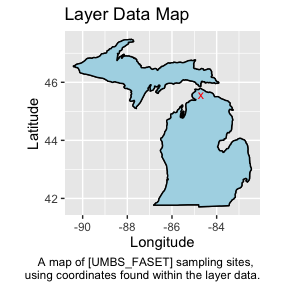 Layer Data Map
46
44
42
Latitude
X
-90
-88
-86
-84
Longitude
A map of [UMBS_FASET] sampling sites,
using coordinates found within the layer data.